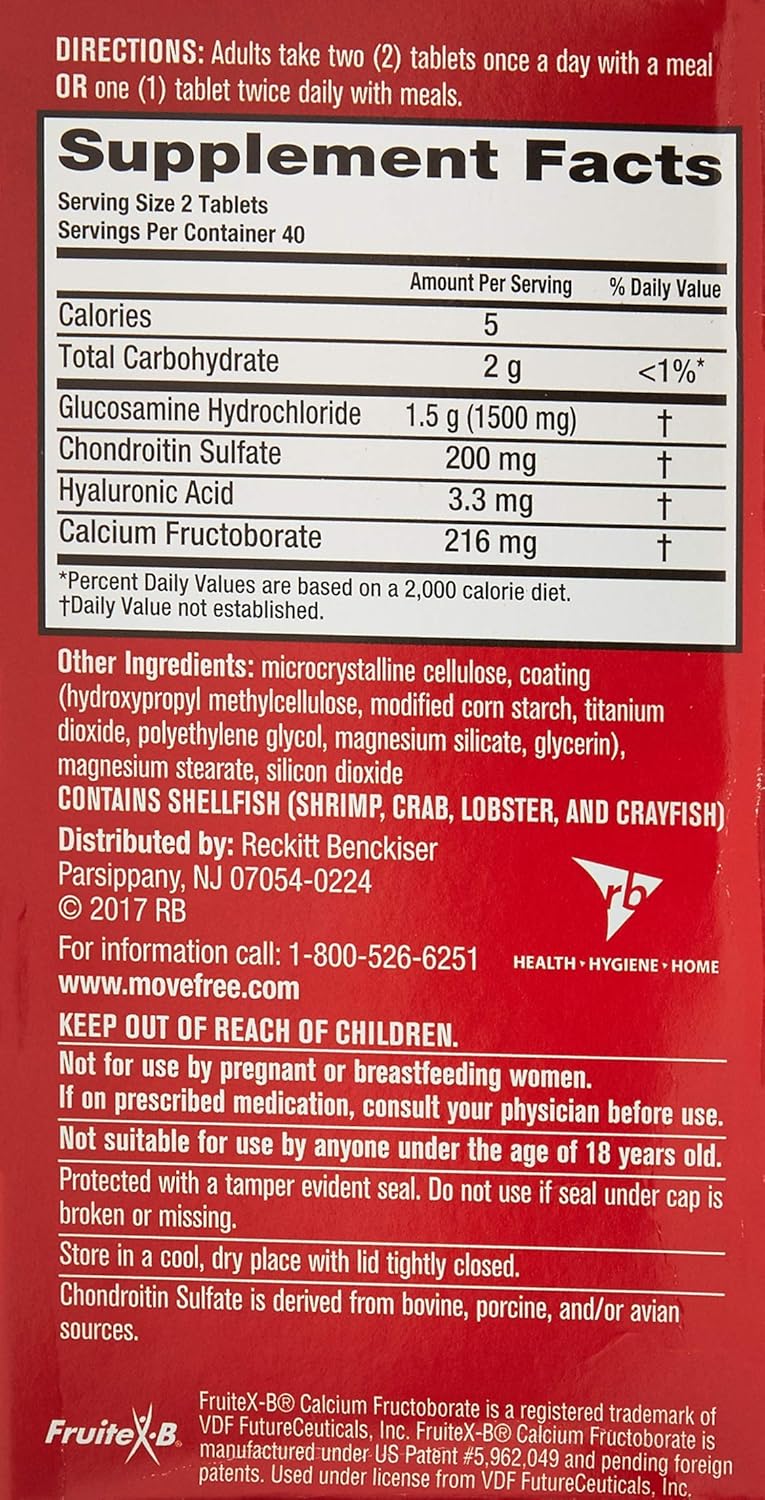 DIRECTIONS: Adults take two (2) tablets once a day with a meal
OR one (1) tablet twice daily with meals.
Supplement Facts
Serving Size 2 Tablets
Servings Per Container 40
Amount Per Serving % Daily Value
Calories 5
Total Carbohydrate 2 g <1%*
Glucosamine Hydrochloride 1.5 g (1500 mg) †
Chondroitin Sulfate 200 mg †
Hyaluronic Acid 3.3 mg †
Calcium Fructoborate 216 mg †
*Percent Daily Values are based on a 2,000 calorie diet.
†Daily Value not established.
Other Ingredients: microcrystalline cellulose, coating
(hydroxypropyl methylcellulose, modified corn starch, titanium
dioxide, polyethylene glycol, magnesium silicate, glycerin),
magnesium stearate, silicon dioxide
CONTAINS SHELLFISH (SHRIMP, CRAB, LOBSTER, AND CRAYFISH)
Distributed by: Reckitt Benckiser
Parsippany, NJ 07054-0224
© 2017 RB
rb
HEALTH • HYGIENE • HOME
For information call: 1-800-526-6251
www.movefree.com
KEEP OUT OF REACH OF CHILDREN.
Not for use by pregnant or breastfeeding women.
If on prescribed medication, consult your physician before use.
Not suitable for use by anyone under the age of 18 years old.
Protected with a tamper evident seal. Do not use if seal under cap is
broken or missing.
Store in a cool, dry place with lid tightly closed.
Chondroitin Sulfate is derived from bovine, porcine, and/or avian
sources.
FruiteX-B®
FruiteX-B® Calcium Fructoborate is a registered trademark of
VDF FutureCeuticals, Inc. FruiteX-B® Calcium Fructoborate is
manufactured under US Patent #5,962,049 and pending foreign
patents. Used under license from VDF FutureCeuticals, Inc.